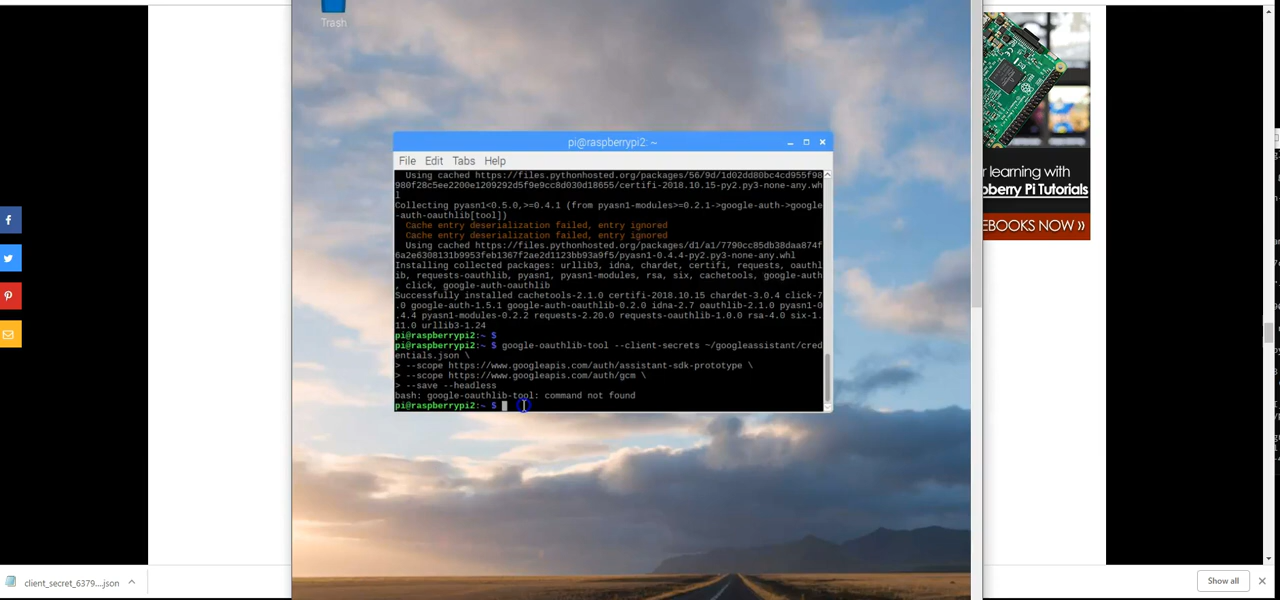 Trash
pi@raspberrypi2: ~
File Edit Tabs Help
Using cached https://files.pythonhosted.org/packages/56/9d/1d02dd80bc4cd955f98
980f28c5ee2200e1209292d5f9e9cc8d030d18655/certifi-2018.10.15-py2.py3-none-any.wh
l
Collecting pyasn1<0.5.0,>=0.4.1 (from pyasn1-modules>=0.2.1->google-auth->google
-auth-oauthlib[tool])
Cache entry deserialization failed, entry ignored
Cache entry deserialization failed, entry ignored
Using cached https://files.pythonhosted.org/packages/d1/a1/7790cc85db38daa874f
6a2e6308131b9953feb1367f2ae2d1123bb93a9f5/pyasn1-0.4.4-py2.py3-none-any.whl
Installing collected packages: urllib3, idna, chardet, certifi, requests, oauthl
ib, requests-oauthlib, pyasn1, pyasn1-modules, rsa, six, cachetools, google-auth
, click, google-auth-oauthlib
Successfully installed cachetools-2.1.0 certifi-2018.10.15 chardet-3.0.4 click-7
.0 google-auth-1.5.1 google-auth-oauthlib-0.2.0 idna-2.7 oauthlib-2.1.0 pyasn1-0
.4.4 pyasn1-modules-0.2.2 requests-2.20.0 requests-oauthlib-1.0.0 rsa-4.0 six-1.
11.0 urllib3-1.24
pi@raspberrypi2:~ $
pi@raspberrypi2:~ $ google-oauthlib-tool --client-secrets ~/googleassistant/cred
entials.json \
> --scope https://www.googleapis.com/auth/assistant-sdk-prototype \
> --scope https://www.googleapis.com/auth/gcm \
> --save --headless
bash: google-oauthlib-tool: command not found
pi@raspberrypi2:~ $
r learning with
pberry Pi Tutorials
EBOOKS NOW »
client_secret_6379....json
Show all